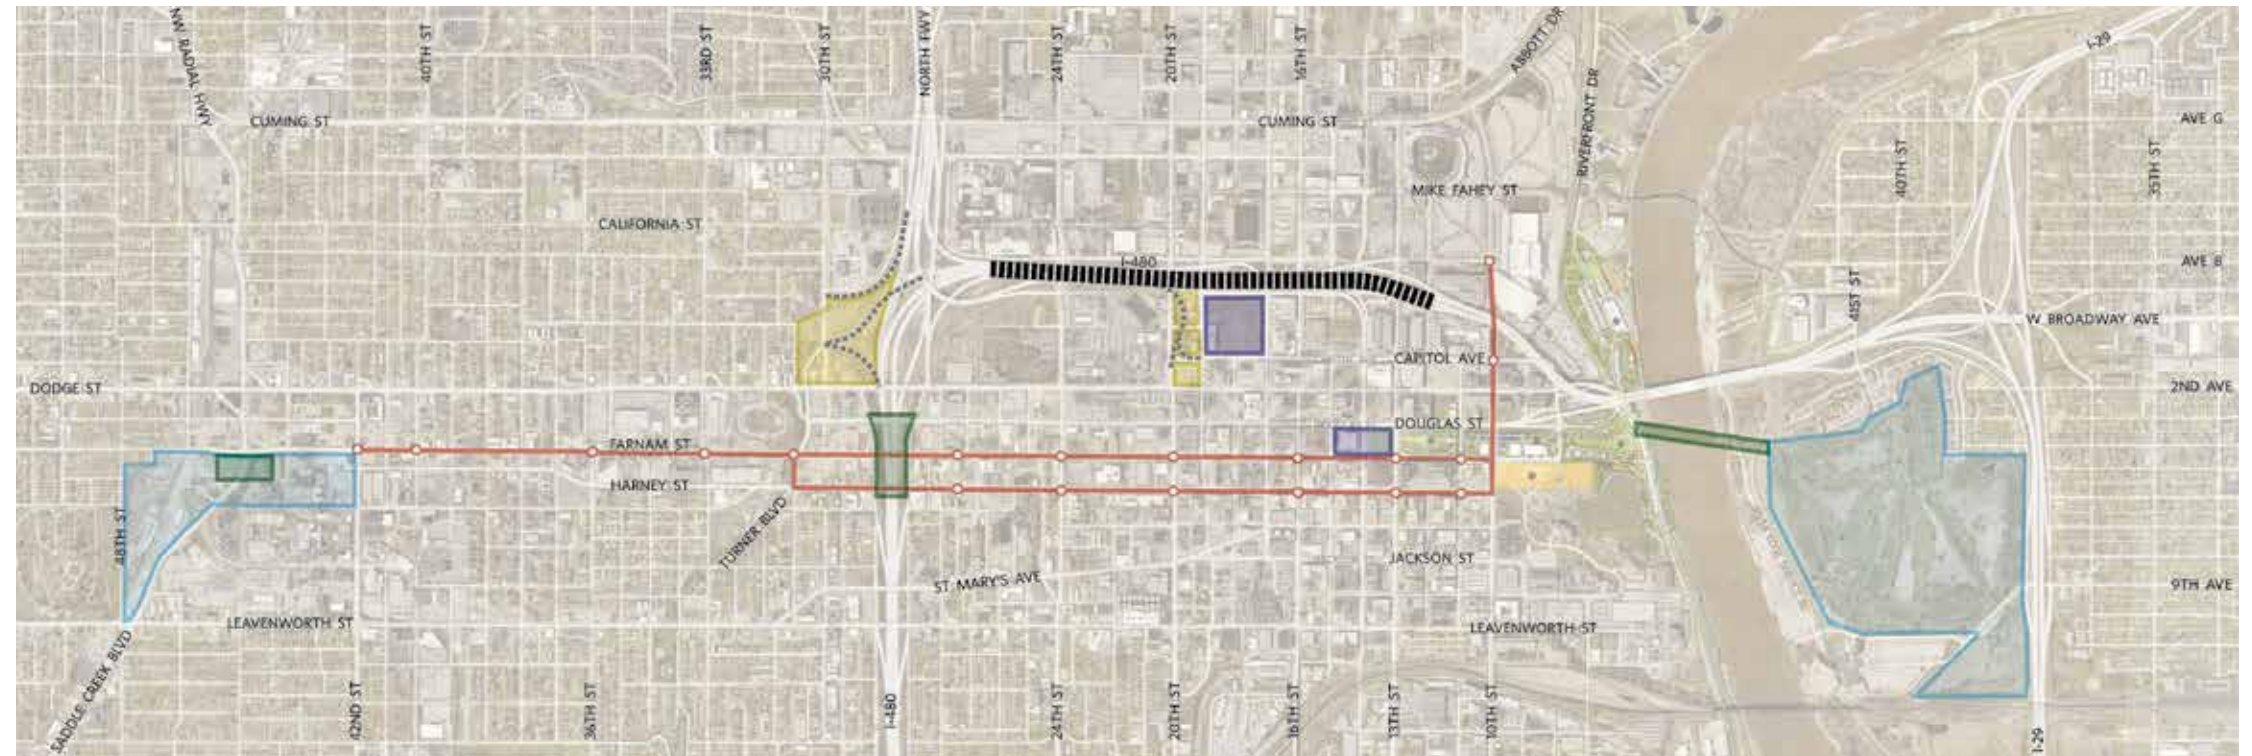 NW RADIAL HWY
40TH ST
33RD ST
30TH ST
NORTH FWY
24TH ST
20TH ST
16TH ST
ABBOTT DR
RIVERFRONT DR
I-29
CUMING ST
CUMING ST
AVE G
40TH ST
35TH ST
MIKE FAHEY ST
CALIFORNIA ST
I-480
AVE B
41ST ST
W BROADWAY AVE
CAPITOL AVE
DODGE ST
2ND AVE
DOUGLAS ST
FARNAM ST
HARNEY ST
TURNER BLVD
48TH ST
JACKSON ST
ST MARY'S AVE
9TH AVE
LEAVENWORTH ST
LEAVENWORTH ST
SADDLE CREEK BLVD
42ND ST
36TH ST
I-480
24TH ST
20TH ST
16TH ST
13TH ST
10TH ST
I-29